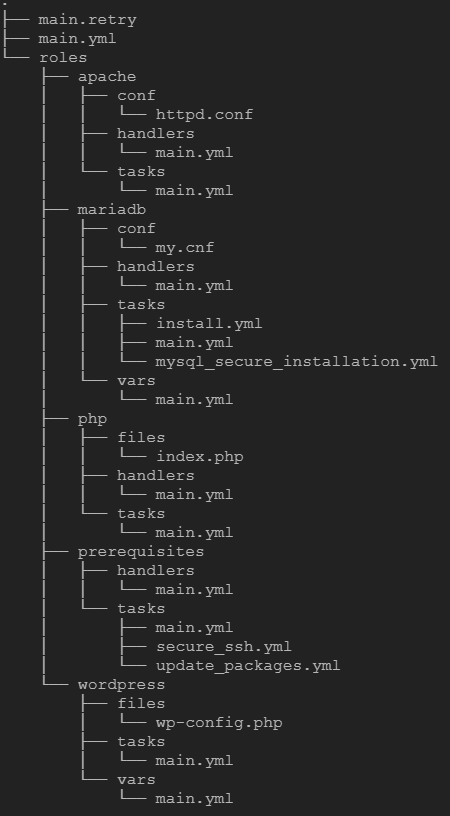 .
├── main.retry
├── main.yml
└── roles
    ├── apache
    │   ├── conf
    │   │   └── httpd.conf
    │   ├── handlers
    │   │   └── main.yml
    │   └── tasks
    │       └── main.yml
    ├── mariadb
    │   ├── conf
    │   │   └── my.cnf
    │   ├── handlers
    │   │   └── main.yml
    │   ├── tasks
    │   │   ├── install.yml
    │   │   ├── main.yml
    │   │   └── mysql_secure_installation.yml
    │   └── vars
    │       └── main.yml
    ├── php
    │   ├── files
    │   │   └── index.php
    │   ├── handlers
    │   │   └── main.yml
    │   └── tasks
    │       └── main.yml
    ├── prerequisites
    │   ├── handlers
    │   │   └── main.yml
    │   └── tasks
    │       ├── main.yml
    │       ├── secure_ssh.yml
    │       └── update_packages.yml
    └── wordpress
        ├── files
        │   └── wp-config.php
        ├── tasks
        │   └── main.yml
        └── vars
            └── main.yml